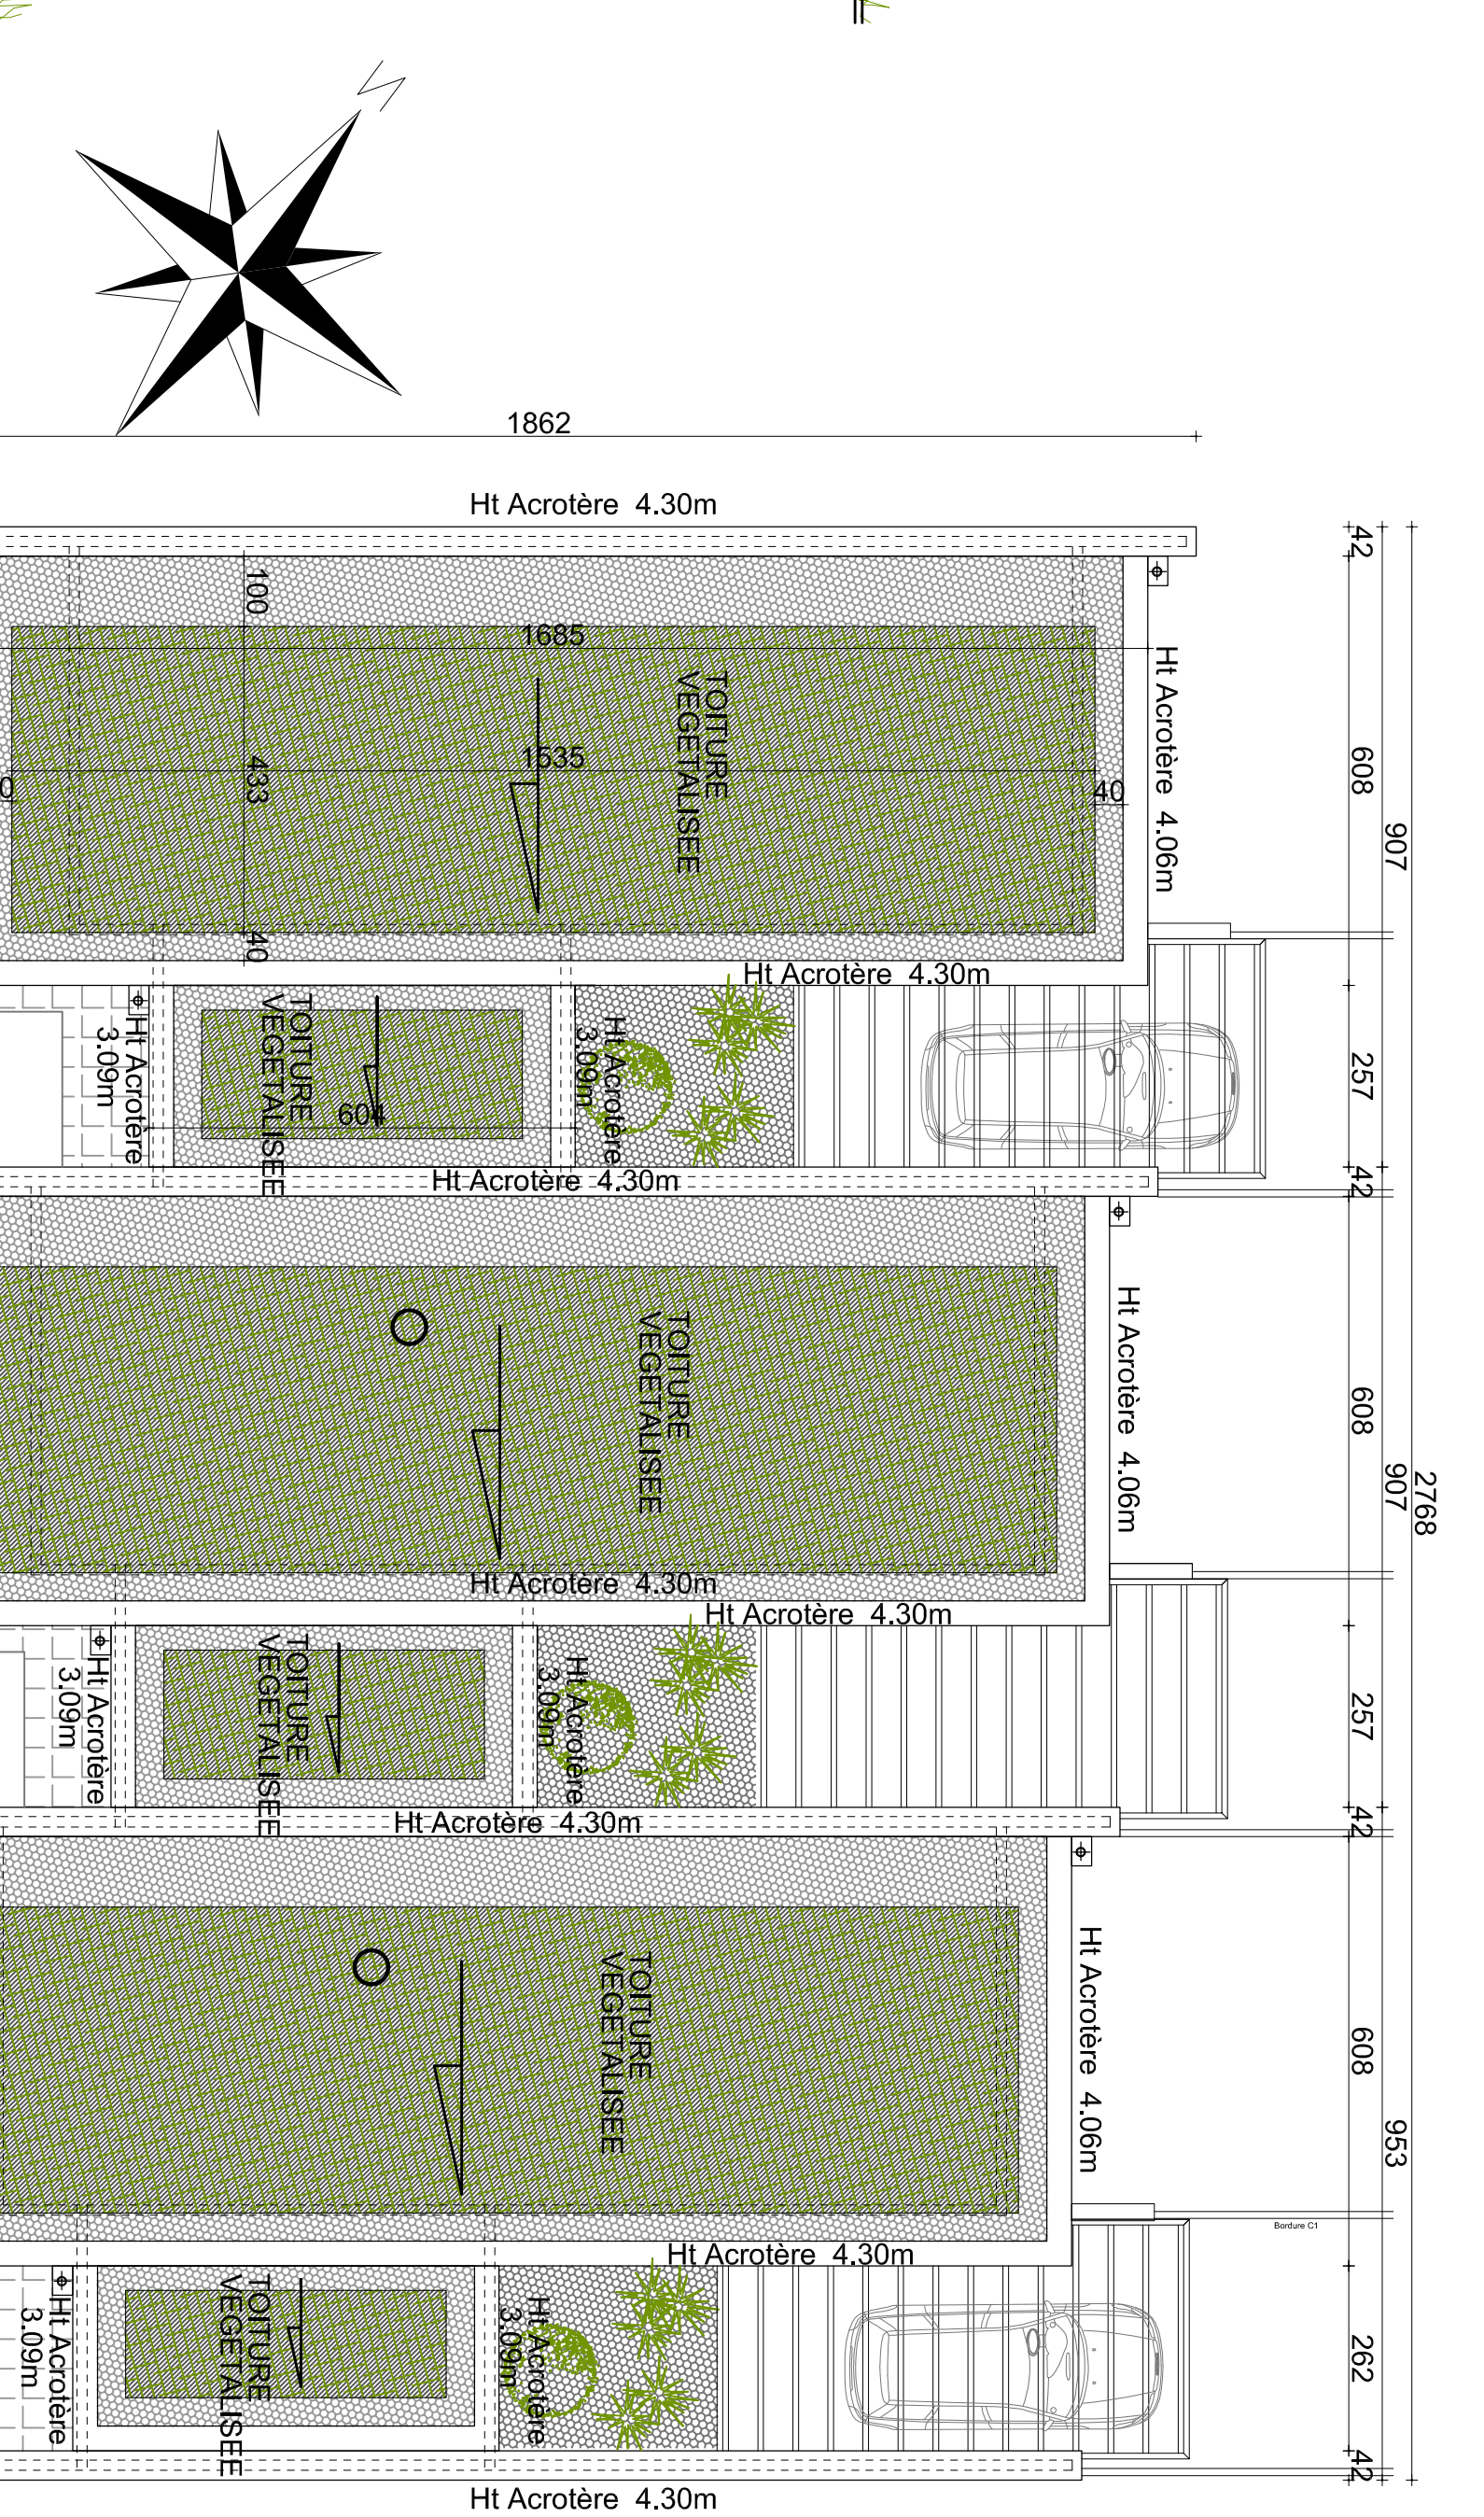 1862
Ht Acrotère 4.30m
42
100
1685
TOITURE
VEGETALISEE
Ht Acrotère 4.06m
433
1535
40
0
608
907
40
Ht Acrotère 4.30m
Ht Acrotère
3.09m
TOITURE
VEGETALISEE
604
Ht Acrotère
3.09m
257
Ht Acrotère 4.30m
42
TOITURE
VEGETALISEE
Ht Acrotère 4.06m
608
907
2768
Ht Acrotère 4.30m
Ht Acrotère 4.30m
Ht Acrotère
3.09m
TOITURE
VEGETALISEE
Ht Acrotère
3.09m
257
Ht Acrotère 4.30m
42
TOITURE
VEGETALISEE
Ht Acrotère 4.06m
608
953
Bordure C1
Ht Acrotère 4.30m
Ht Acrotère
3.09m
TOITURE
VEGETALISEE
Ht Acrotère
3.09m
262
42
Ht Acrotère 4.30m